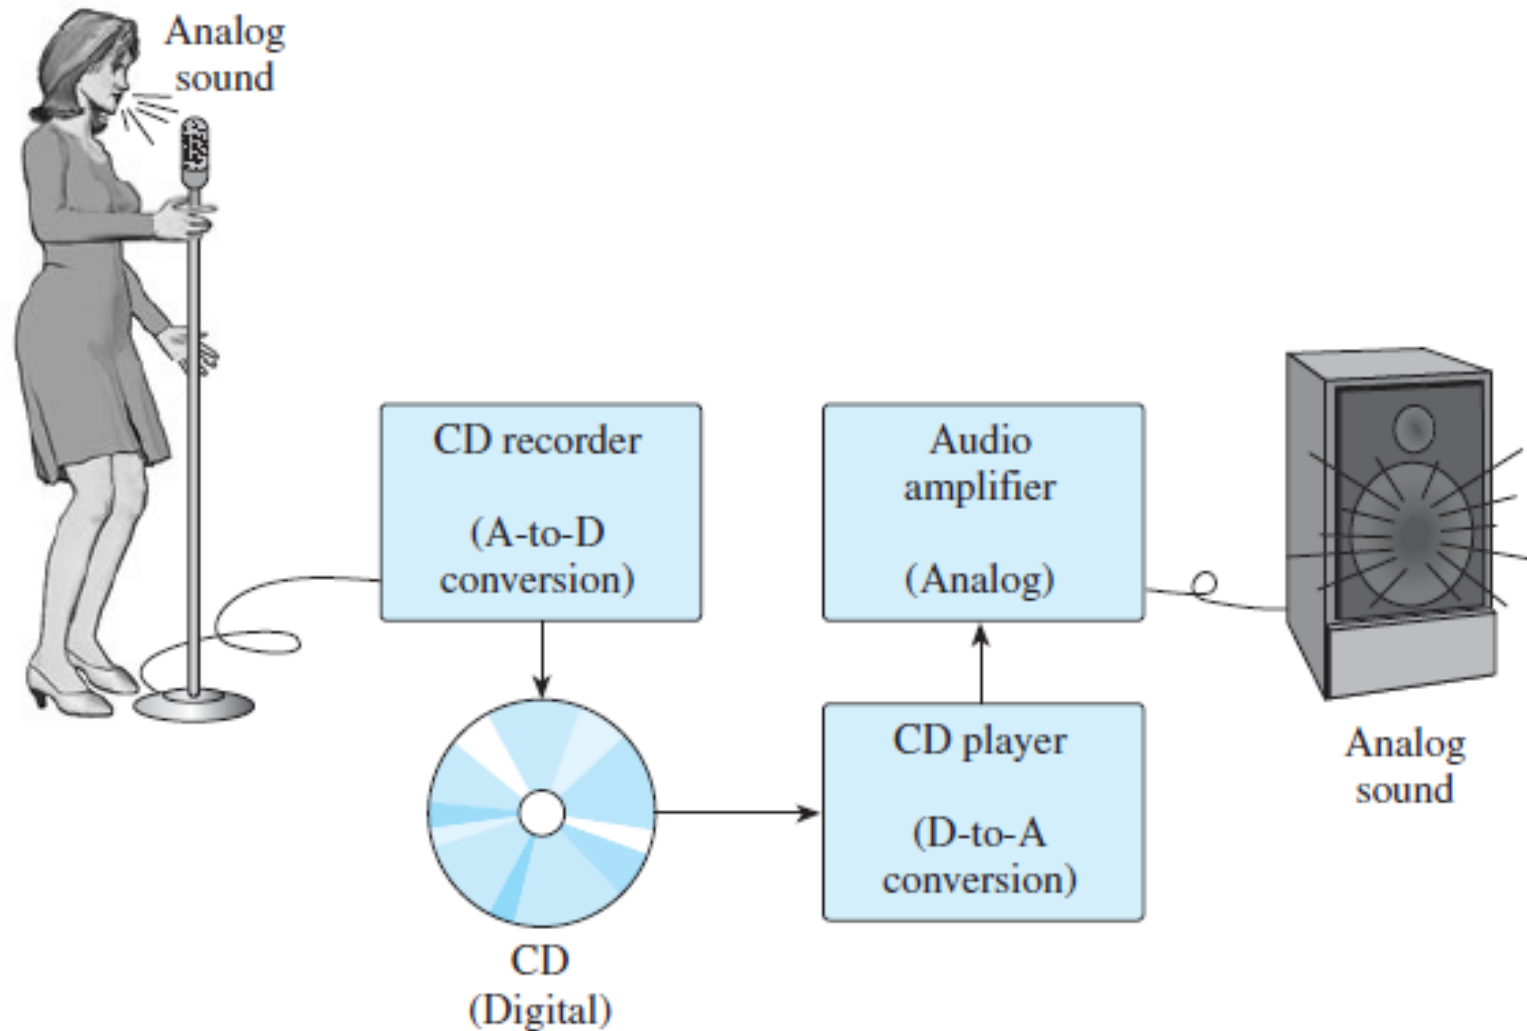 Analog
sound
CD recorder
(A-to-D
conversion)
CD
(Digital)
CD player
(D-to-A
conversion)
Audio
amplifier
(Analog)
Analog
sound